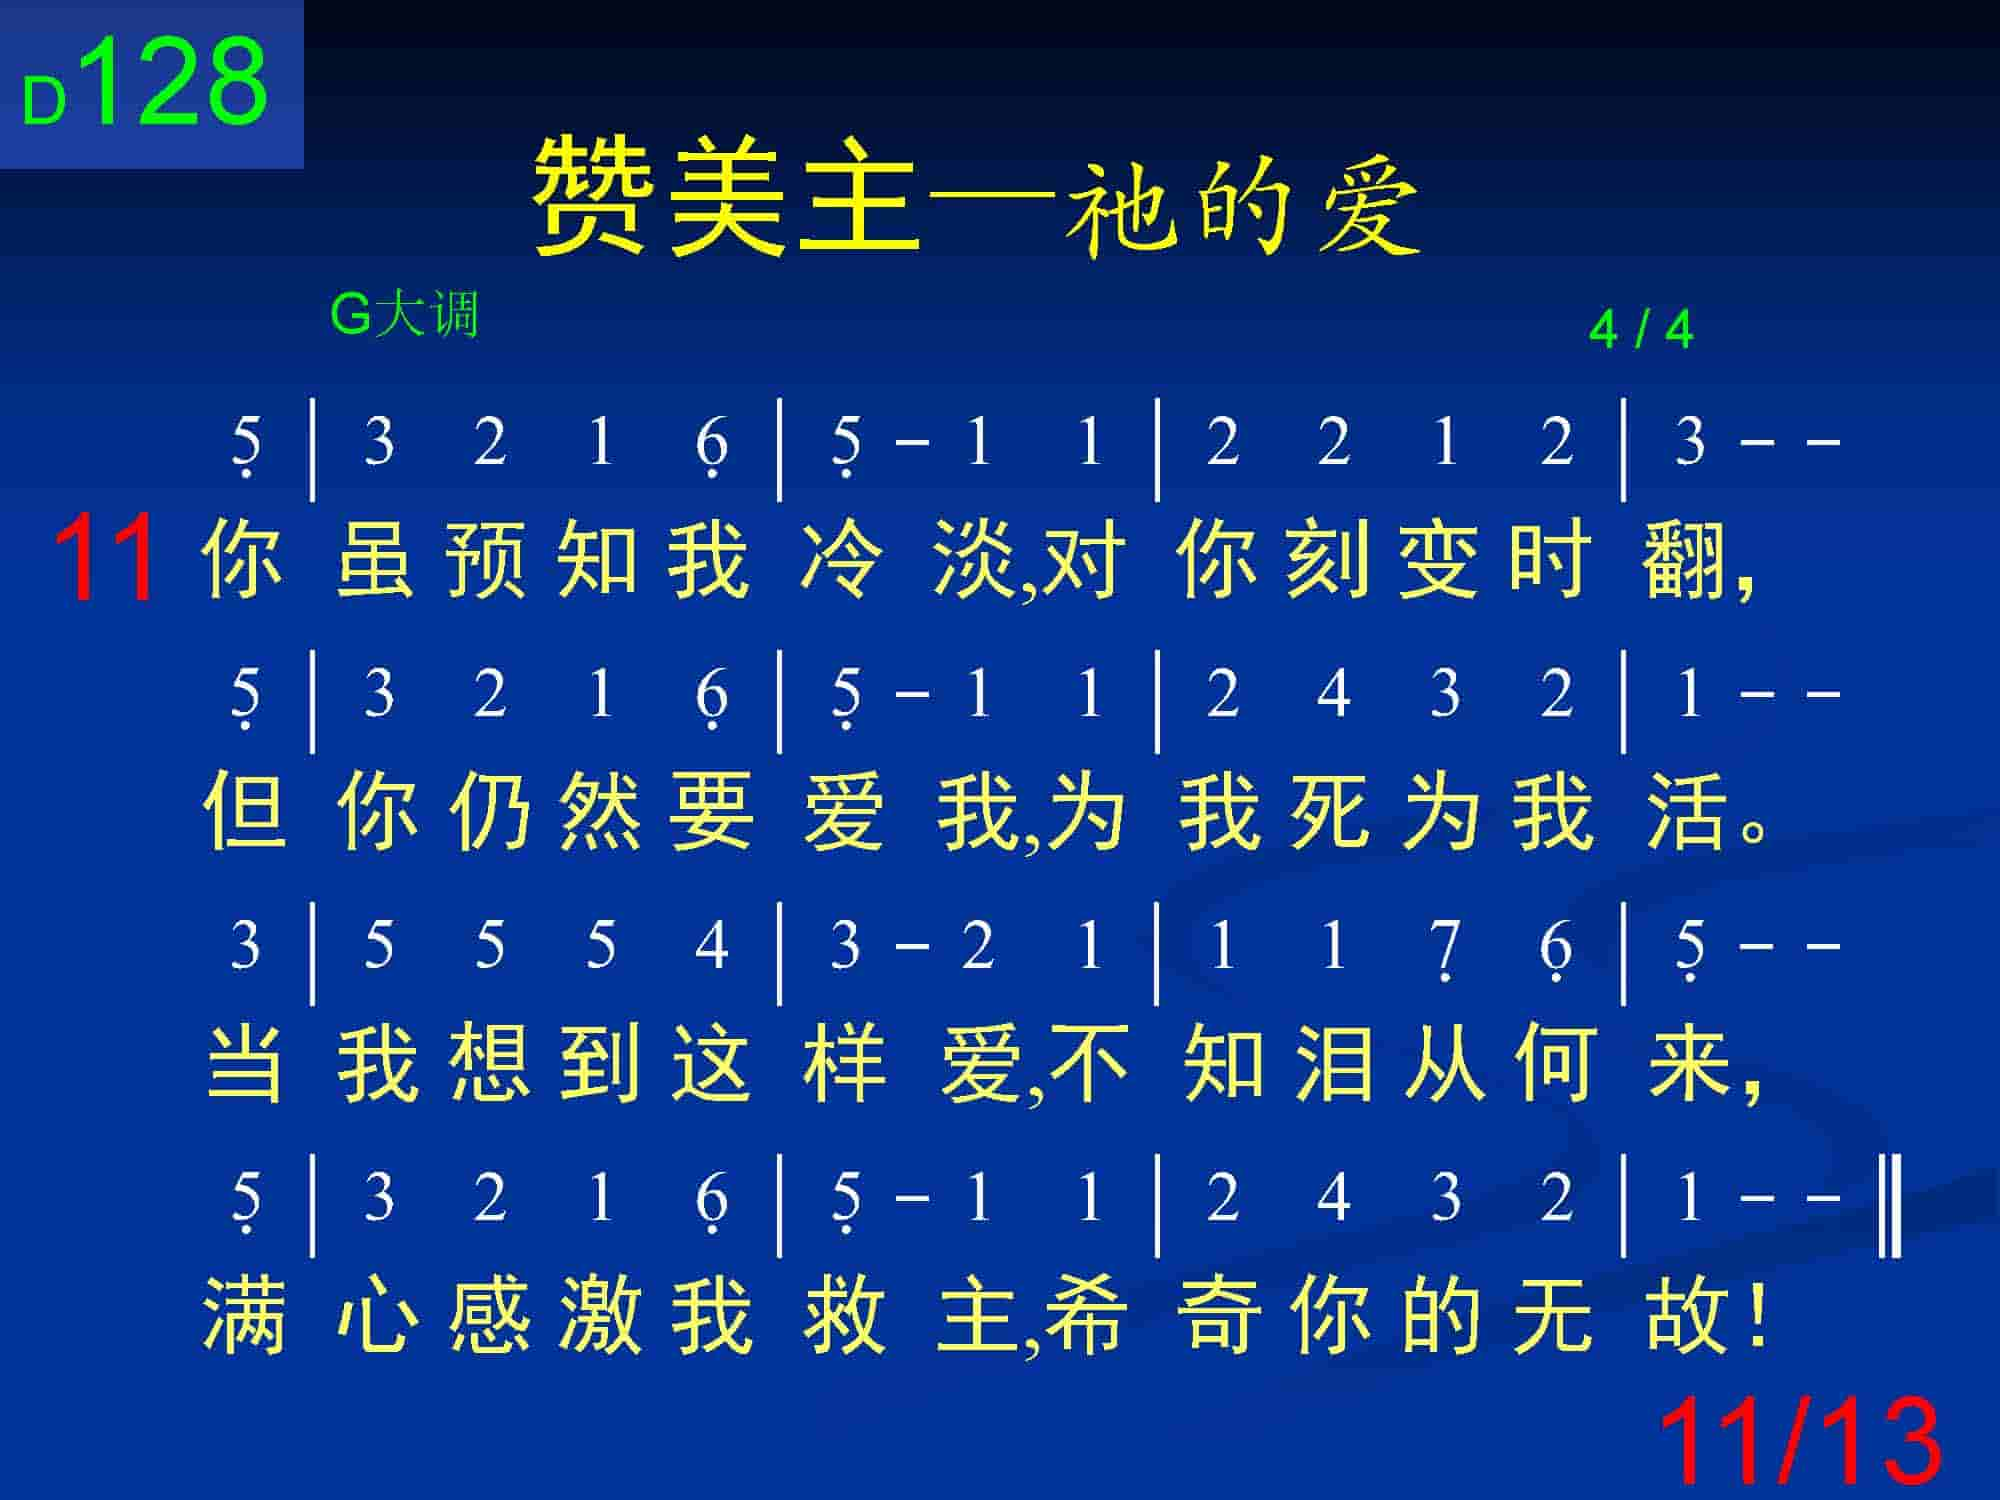 D128
赞美主—祂的爱
G大调 4 / 4
5̣ | 3 2 1 6̣ | 5̣ - 1 1 | 2 2 1 2 | 3 - -
11 你 虽 预 知 我 冷 淡,对 你 刻 变 时 翻，
5̣ | 3 2 1 6̣ | 5̣ - 1 1 | 2 4 3 2 | 1 - -
但 你 仍 然 要 爱 我,为 我 死 为 我 活。
3 | 5 5 5 4 | 3 - 2 1 | 1 1 7̣ 6̣ | 5̣ - -
当 我 想 到 这 样 爱,不 知 泪 从 何 来，
5̣ | 3 2 1 6̣ | 5̣ - 1 1 | 2 4 3 2 | 1 - - ‖
满 心 感 激 我 救 主,希 奇 你 的 无 故！
11/13